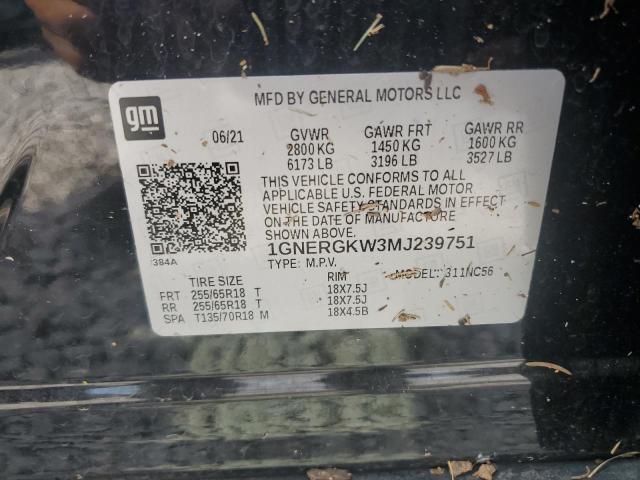 gm
MFD BY GENERAL MOTORS LLC
06/21 GVWR GAWR FRT GAWR RR
2800 KG 1450 KG 1600 KG
6173 LB 3196 LB 3527 LB
THIS VEHICLE CONFORMS TO ALL
APPLICABLE U.S. FEDERAL MOTOR
VEHICLE SAFETY STANDARDS IN EFFECT
ON THE DATE OF MANUFACTURE
1GNERGKW3MJ239751
384A TYPE: M.P.V. MODEL: 311NC56
TIRE SIZE RIM
FRT 255/65R18 T 18X7.5J
RR 255/65R18 T 18X7.5J
SPA T135/70R18 M 18X4.5B